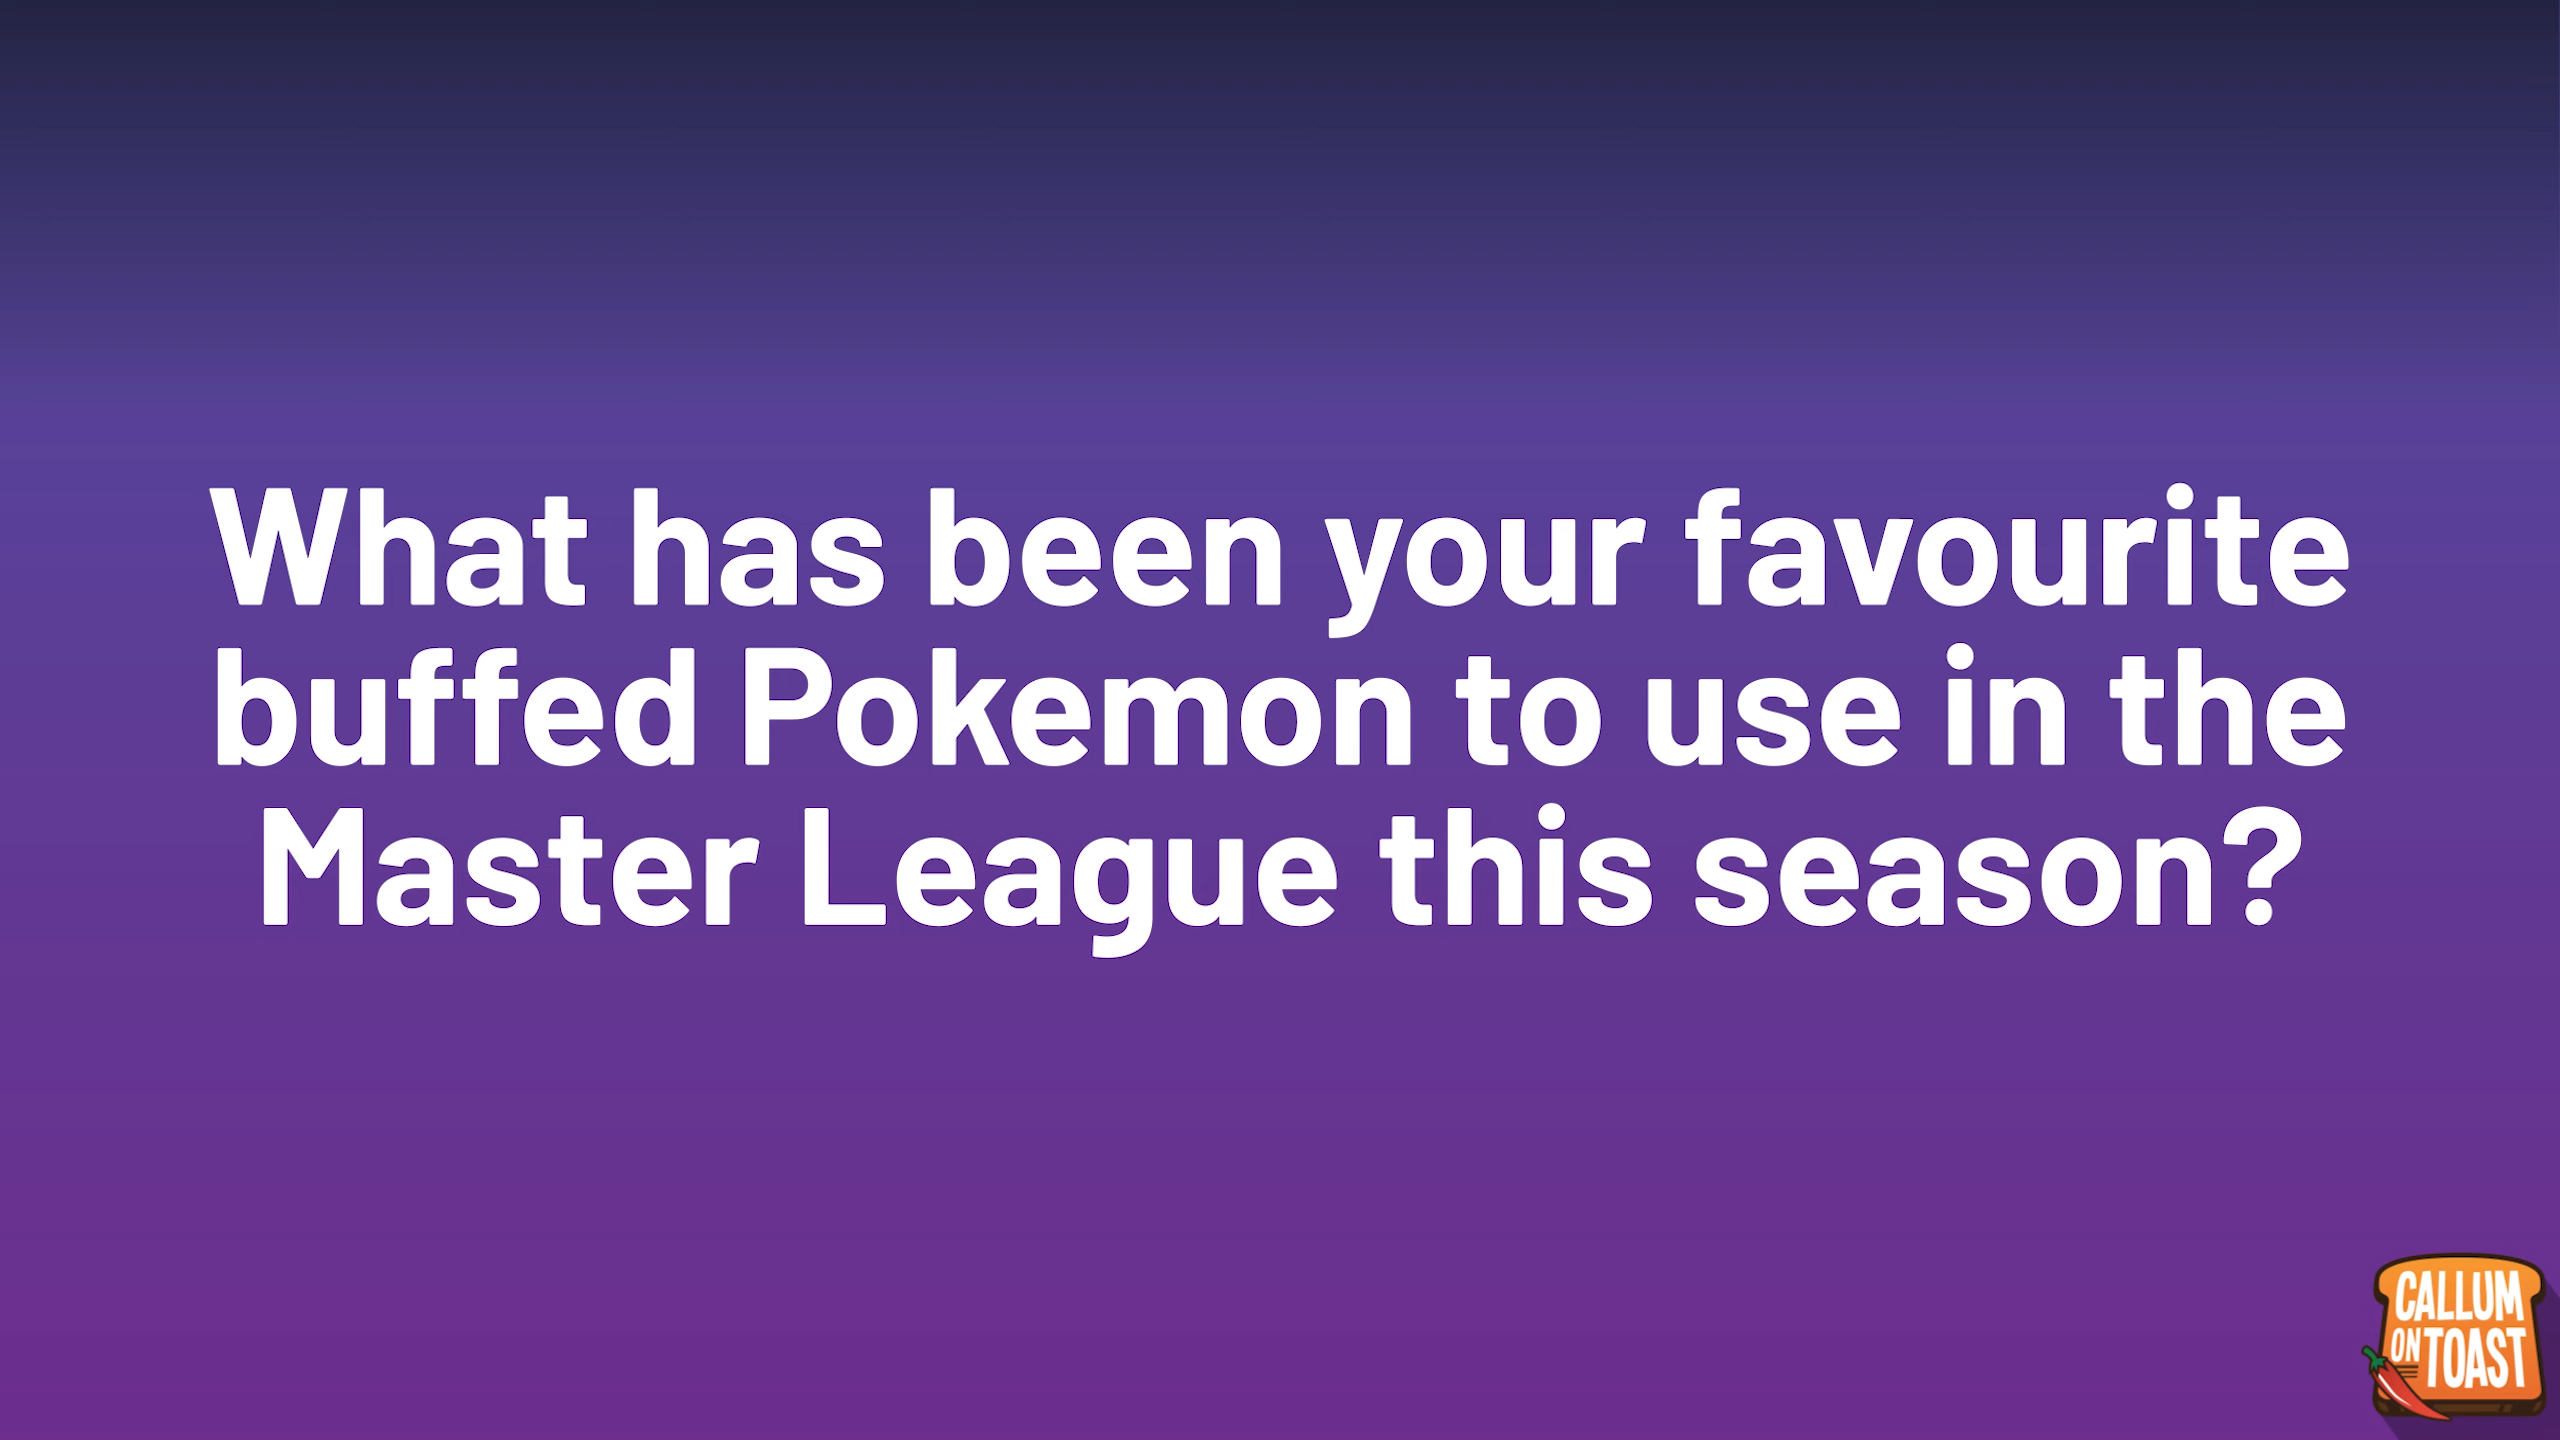 What has been your favourite
buffed Pokemon to use in the
Master League this season?
CALLUM
ON TOAST